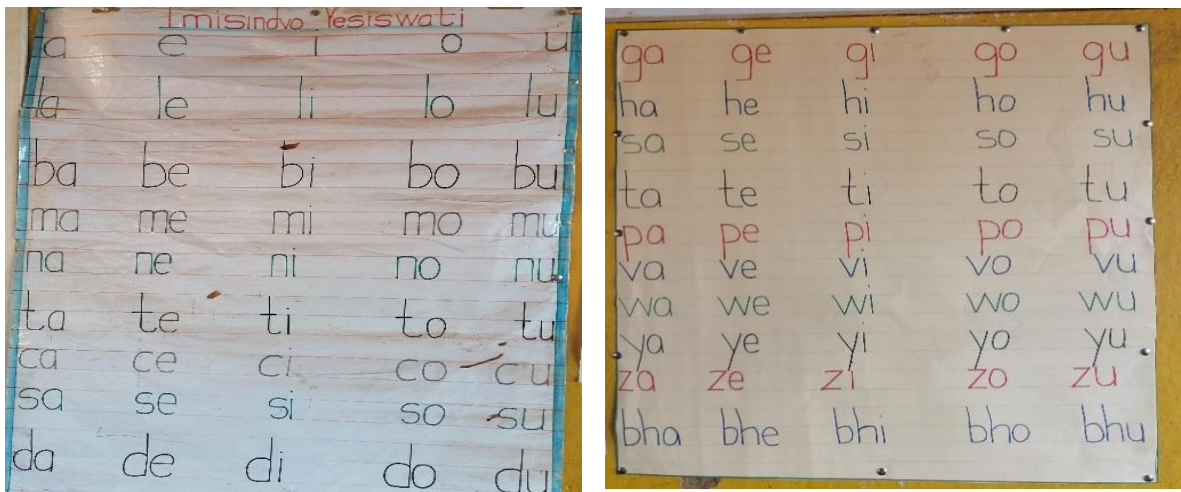 Imisindvo Yesiswati
a e i o u
la le li lo lu
ba be bi bo bu
ma me mi mo mu
na ne ni no nu
ta te ti to tu
ca ce ci co cu
sa se si so su
da de di do du
ga ge gi go gu
ha he hi ho hu
sa se si so su
ta te ti to tu
pa pe pi po pu
va ve vi vo vu
wa we wi wo wu
ya ye yi yo yu
za ze zi zo zu
bha bhe bhi bho bhu